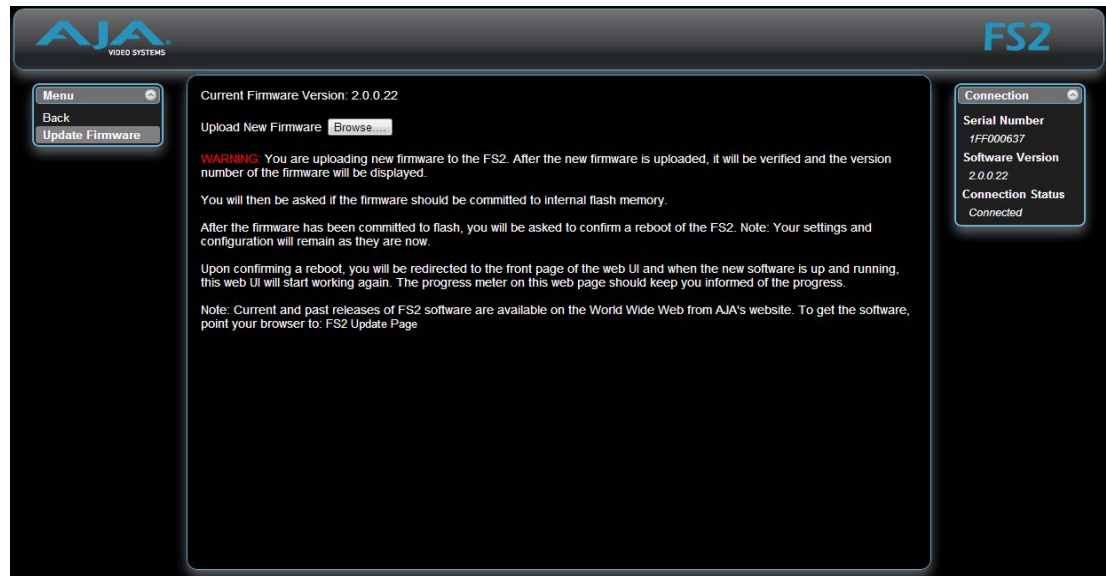 AJA
VIDEO SYSTEMS
FS2
Menu
Back
Update Firmware
Current Firmware Version: 2.0.0.22
Upload New Firmware Browse....
WARNING: You are uploading new firmware to the FS2. After the new firmware is uploaded, it will be verified and the version
number of the firmware will be displayed.
You will then be asked if the firmware should be committed to internal flash memory.
After the firmware has been committed to flash, you will be asked to confirm a reboot of the FS2. Note: Your settings and
configuration will remain as they are now.
Upon confirming a reboot, you will be redirected to the front page of the web UI and when the new software is up and running,
this web UI will start working again. The progress meter on this web page should keep you informed of the progress.
Note: Current and past releases of FS2 software are available on the World Wide Web from AJA's website. To get the software,
point your browser to: FS2 Update Page
Connection
Serial Number
1FF000637
Software Version
2.0.0.22
Connection Status
Connected